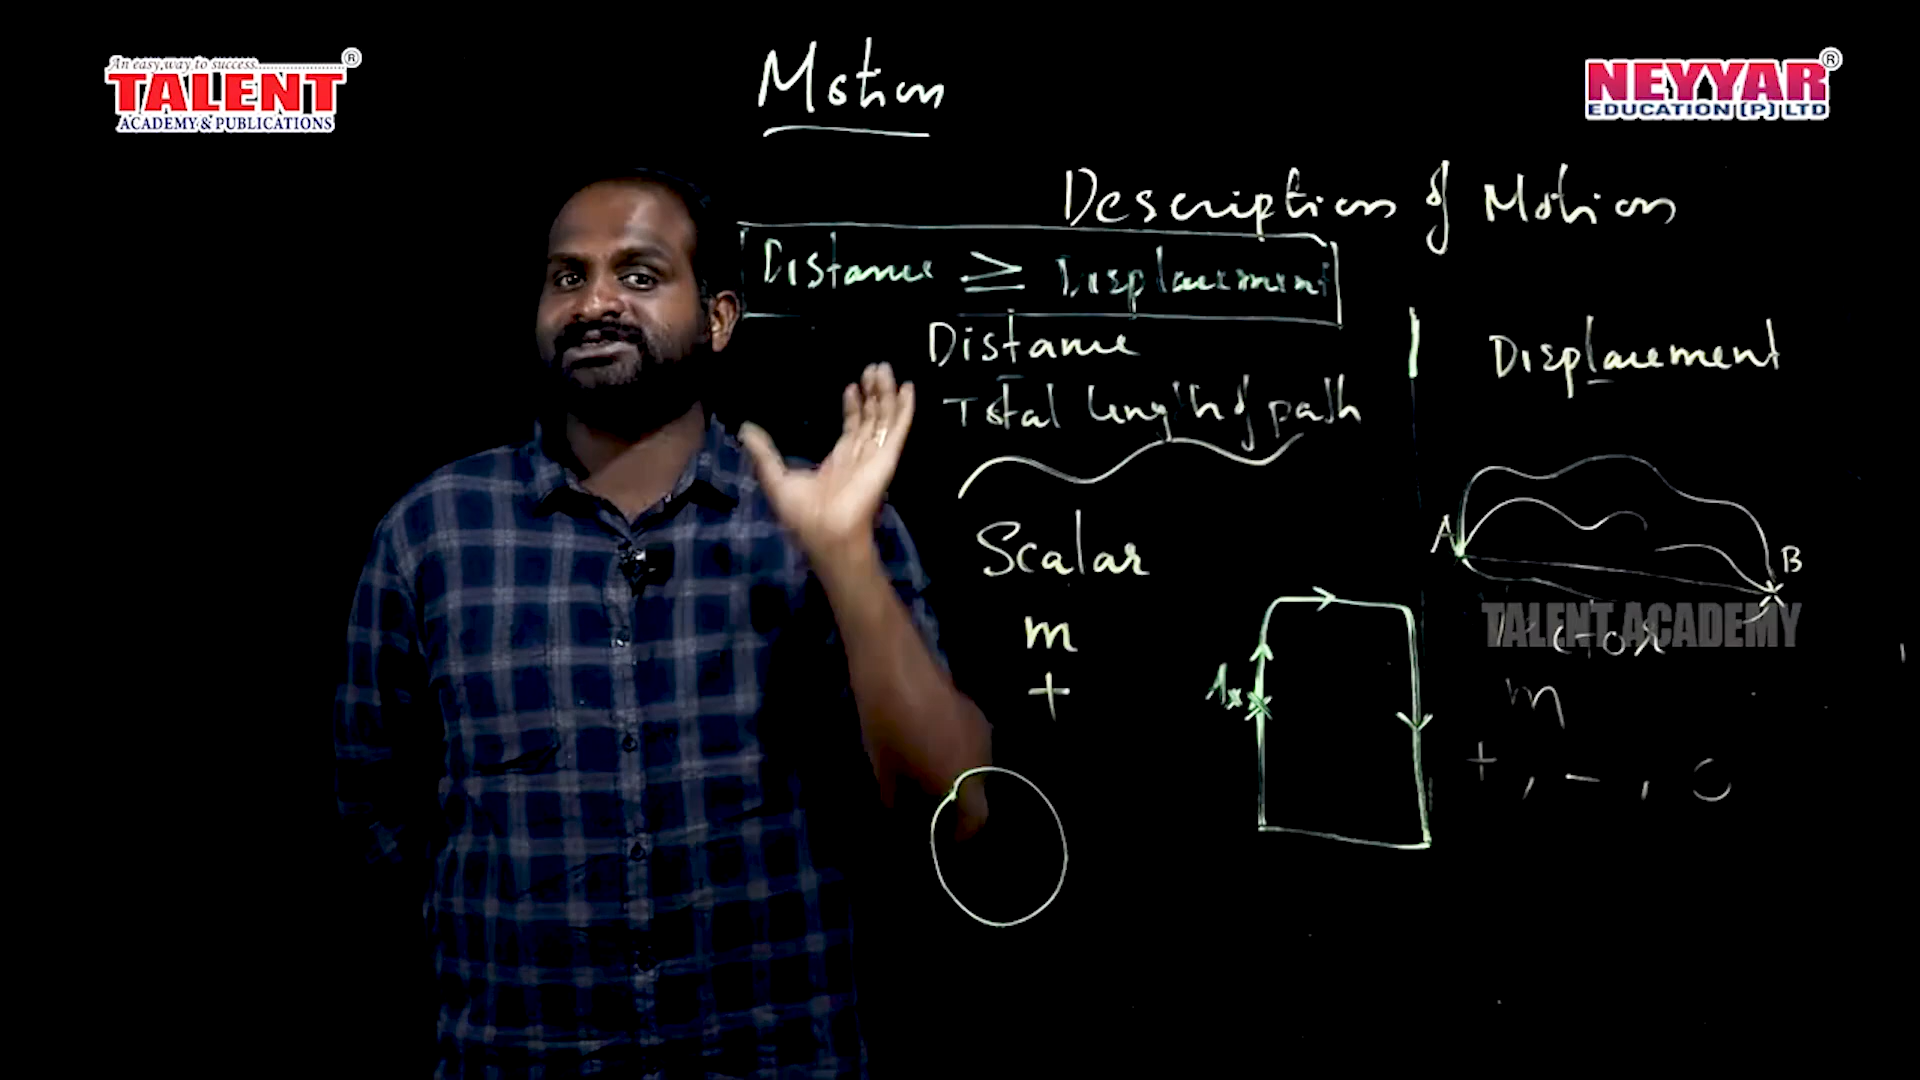 An easy way to success
TALENT®
ACADEMY & PUBLICATIONS
NEYYAR®
EDUCATION (P) LTD
Motion
Description of Motion
Distance ≥ Displacement
Distance
Displacement
Total length of path
A
B
Scalar
TALENT ACADEMY
m
m
+
+, -, 0